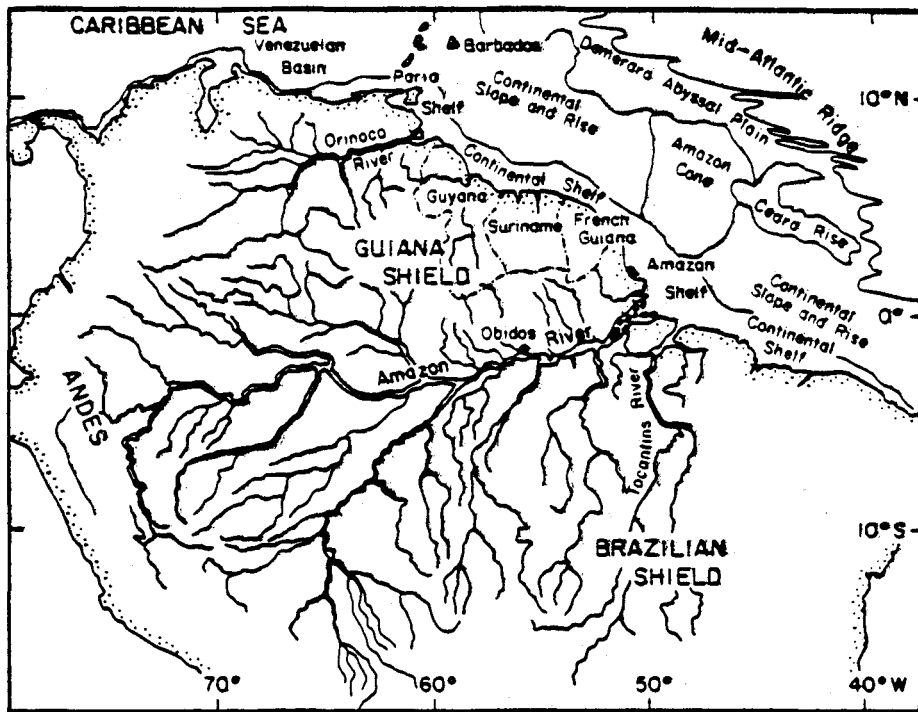 CARIBBEAN SEA
Venezuelan
Basin
Barbados
Demerara Abyssal Plain
Mid-Atlantic
Ridge
Paria
Shelf
Continental
Slope and Rise
10° N
Orinoco
River
Continental Shelf
Amazon
Cone
Guyana
Suriname
French
Guiana
Ceara Rise
GUIANA
SHIELD
Amazon
Shelf
Continental
Slope and Rise
0°
Continental
Shelf
Obidos River
Amazon
ANDES
River
Tocantins
10° S
BRAZILIAN
SHIELD
70° 60° 50° 40° W